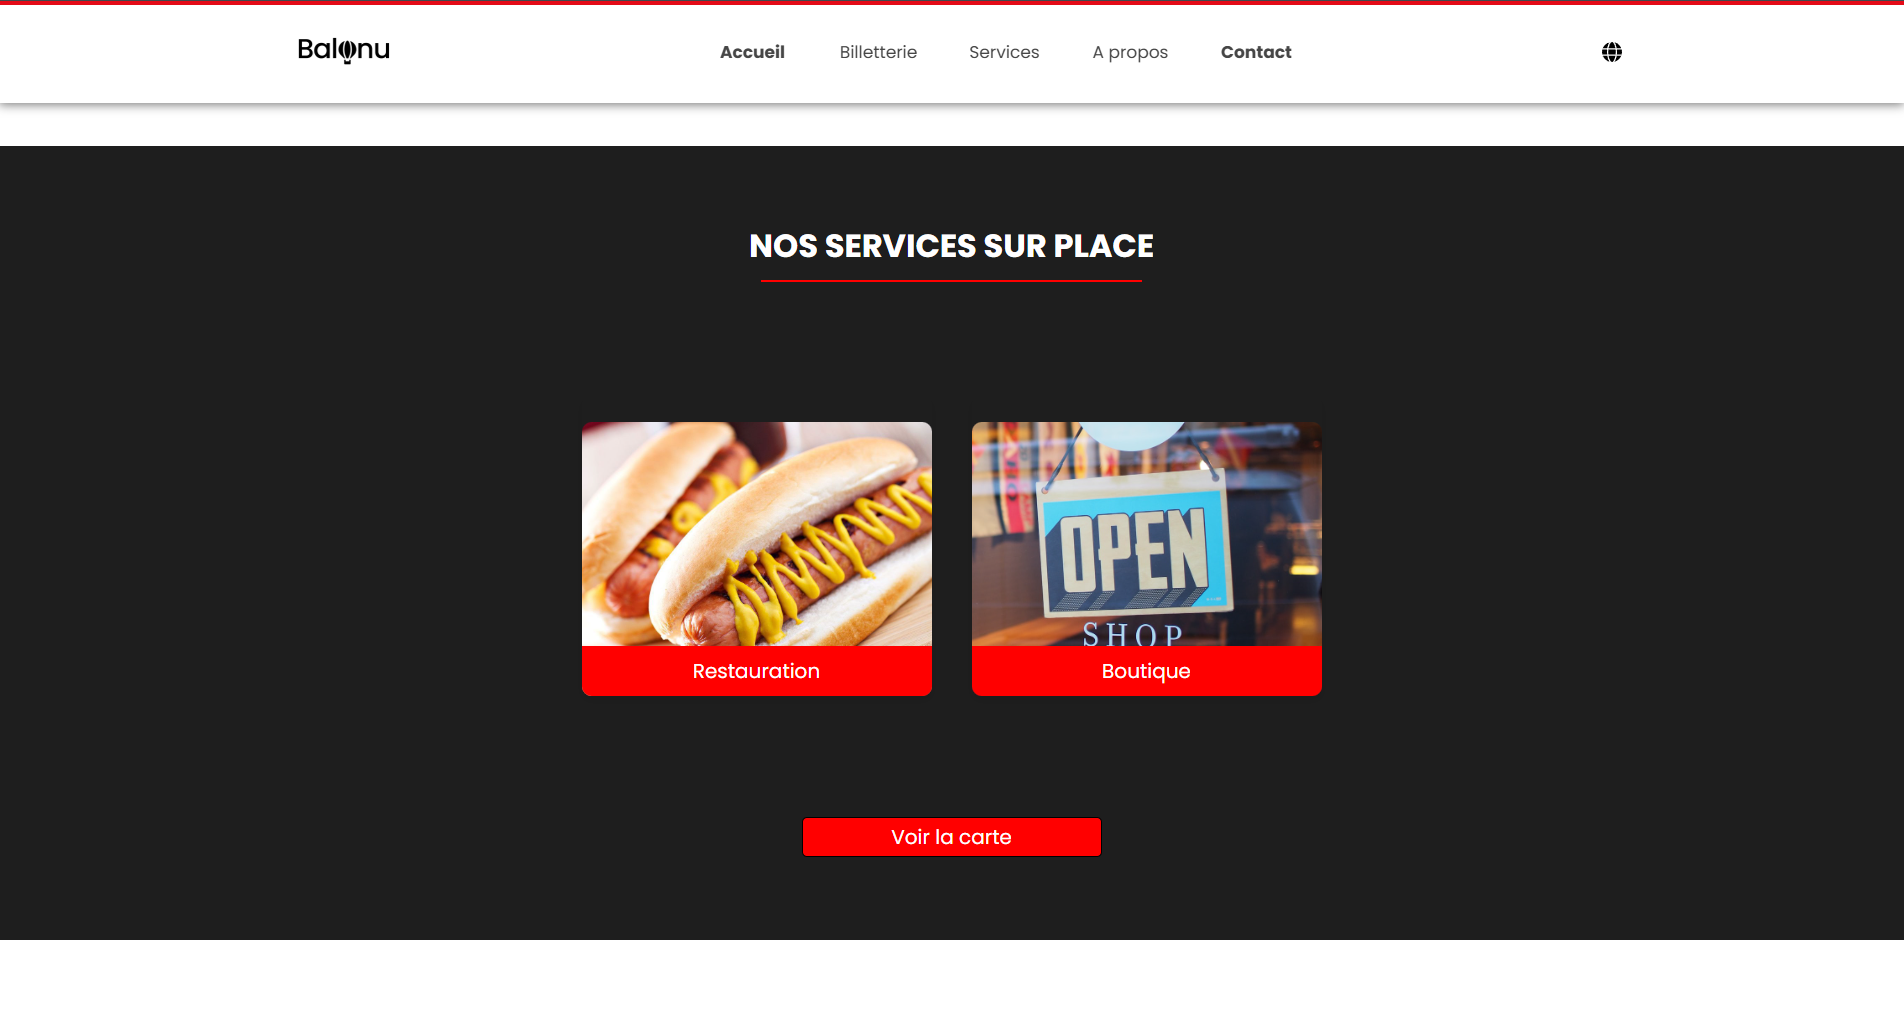 Balonu
Accueil Billetterie Services A propos Contact
NOS SERVICES SUR PLACE
OPEN
SHOP
Restauration Boutique
Voir la carte